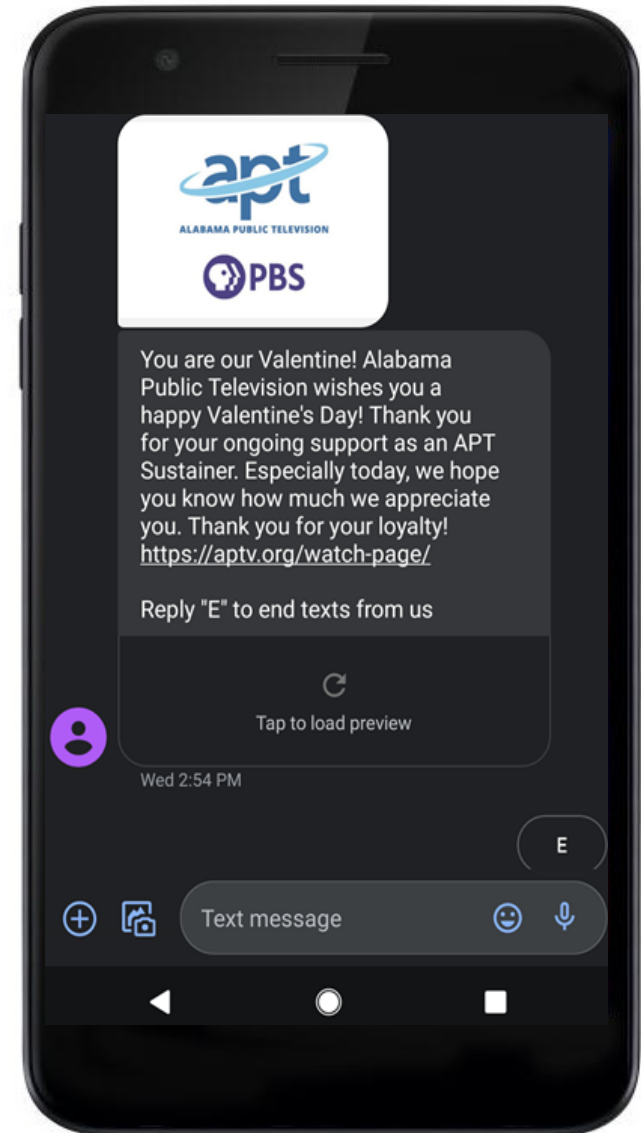 apt
ALABAMA PUBLIC TELEVISION
PBS
You are our Valentine! Alabama
Public Television wishes you a
happy Valentine's Day! Thank you
for your ongoing support as an APT
Sustainer. Especially today, we hope
you know how much we appreciate
you. Thank you for your loyalty!
https://aptv.org/watch-page/
Reply "E" to end texts from us
Tap to load preview
Wed 2:54 PM
E
Text message